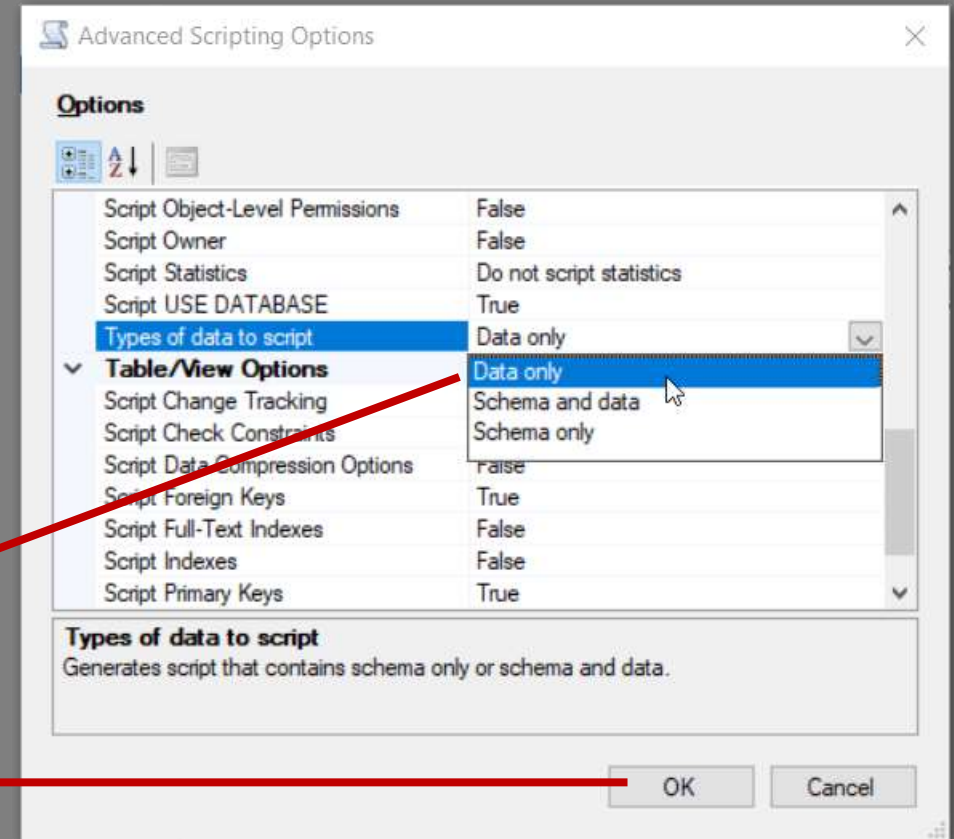 Advanced Scripting Options
Options
Script Object-Level Permissions False
Script Owner False
Script Statistics Do not script statistics
Script USE DATABASE True
Types of data to script Data only
Table/View Options Data only
Script Change Tracking Schema and data
Script Check Constraints Schema only
Script Data Compression Options False
Script Foreign Keys True
Script Full-Text Indexes False
Script Indexes False
Script Primary Keys True
Types of data to script
Generates script that contains schema only or schema and data.
OK Cancel